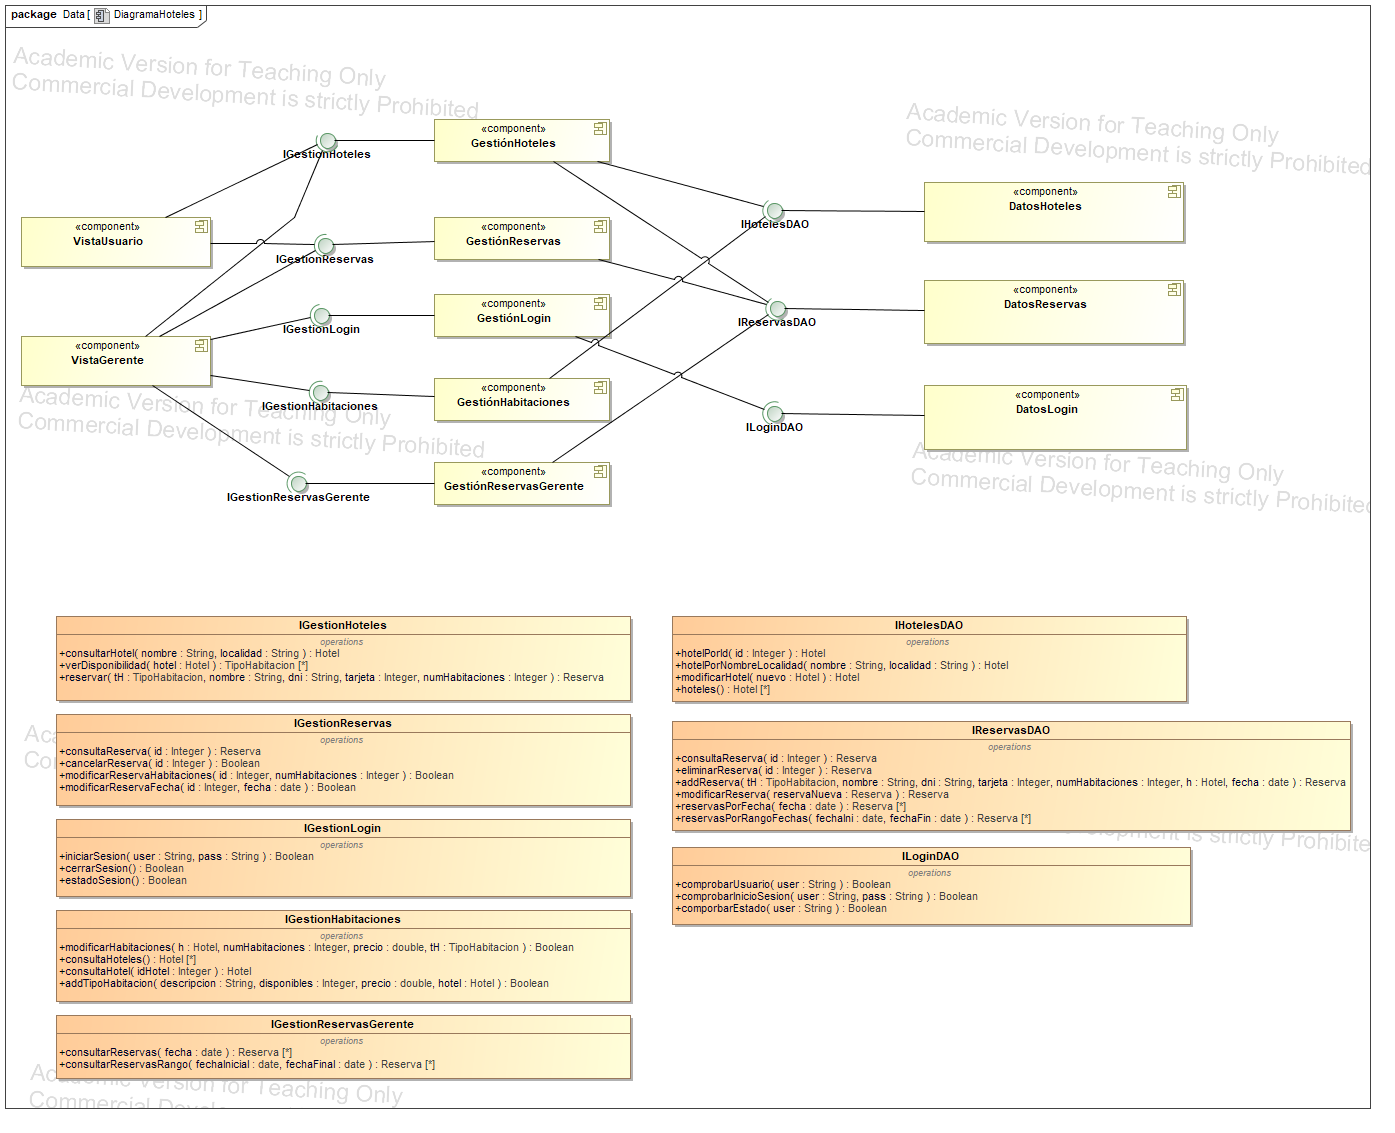 package Data [ DiagramaHoteles ]
Academic Version for Teaching Only
Commercial Development is strictly Prohibited
Academic Version for Teaching Only
Commercial Development is strictly Prohibited
«component»
GestiónHoteles
IGestionHoteles
«component»
DatosHoteles
IHotelesDAO
«component»
VistaUsuario
«component»
GestiónReservas
IGestionReservas
«component»
DatosReservas
IReservasDAO
«component»
GestiónLogin
IGestionLogin
«component»
VistaGerente
«component»
GestiónHabitaciones
IGestionHabitaciones
«component»
DatosLogin
ILoginDAO
Academic Version for Teaching Only
Commercial Development is strictly Prohibited
Academic Version for Teaching Only
Commercial Development is strictly Prohibited
«component»
GestiónReservasGerente
IGestionReservasGerente
IGestionHoteles
operations
+consultarHotel( nombre : String, localidad : String ) : Hotel
+verDisponibilidad( hotel : Hotel ) : TipoHabitacion [*]
+reservar( tH : TipoHabitacion, nombre : String, dni : String, tarjeta : Integer, numHabitaciones : Integer ) : Reserva
IGestionReservas
operations
+consultaReserva( id : Integer ) : Reserva
+cancelarReserva( id : Integer ) : Boolean
+modificarReservaHabitaciones( id : Integer, numHabitaciones : Integer ) : Boolean
+modificarReservaFecha( id : Integer, fecha : date ) : Boolean
IGestionLogin
operations
+iniciarSesion( user : String, pass : String ) : Boolean
+cerrarSesion() : Boolean
+estadoSesion() : Boolean
IGestionHabitaciones
operations
+modificarHabitaciones( h : Hotel, numHabitaciones : Integer, precio : double, tH : TipoHabitacion ) : Boolean
+consultaHoteles() : Hotel [*]
+consultaHotel( idHotel : Integer ) : Hotel
+addTipoHabitacion( descripcion : String, disponibles : Integer, precio : double, hotel : Hotel ) : Boolean
IGestionReservasGerente
operations
+consultarReservas( fecha : date ) : Reserva [*]
+consultarReservasRango( fechaInicial : date, fechaFinal : date ) : Reserva [*]
IHotelesDAO
operations
+hotelPorId( id : Integer ) : Hotel
+hotelPorNombreLocalidad( nombre : String, localidad : String ) : Hotel
+modificarHotel( nuevo : Hotel ) : Hotel
+hoteles() : Hotel [*]
IReservasDAO
operations
+consultaReserva( id : Integer ) : Reserva
+eliminarReserva( id : Integer ) : Reserva
+addReserva( tH : TipoHabitacion, nombre : String, dni : String, tarjeta : Integer, numHabitaciones : Integer, h : Hotel, fecha : date ) : Reserva
+modificarReserva( reservaNueva : Reserva ) : Reserva
+reservasPorFecha( fecha : date ) : Reserva [*]
+reservasPorRangoFechas( fechaIni : date, fechaFin : date ) : Reserva [*]
ILoginDAO
operations
+comprobarUsuario( user : String ) : Boolean
+comprobarInicioSesion( user : String, pass : String ) : Boolean
+comporbarEstado( user : String ) : Boolean
is strictly Prohibited
Version for Teaching Only
Commercial